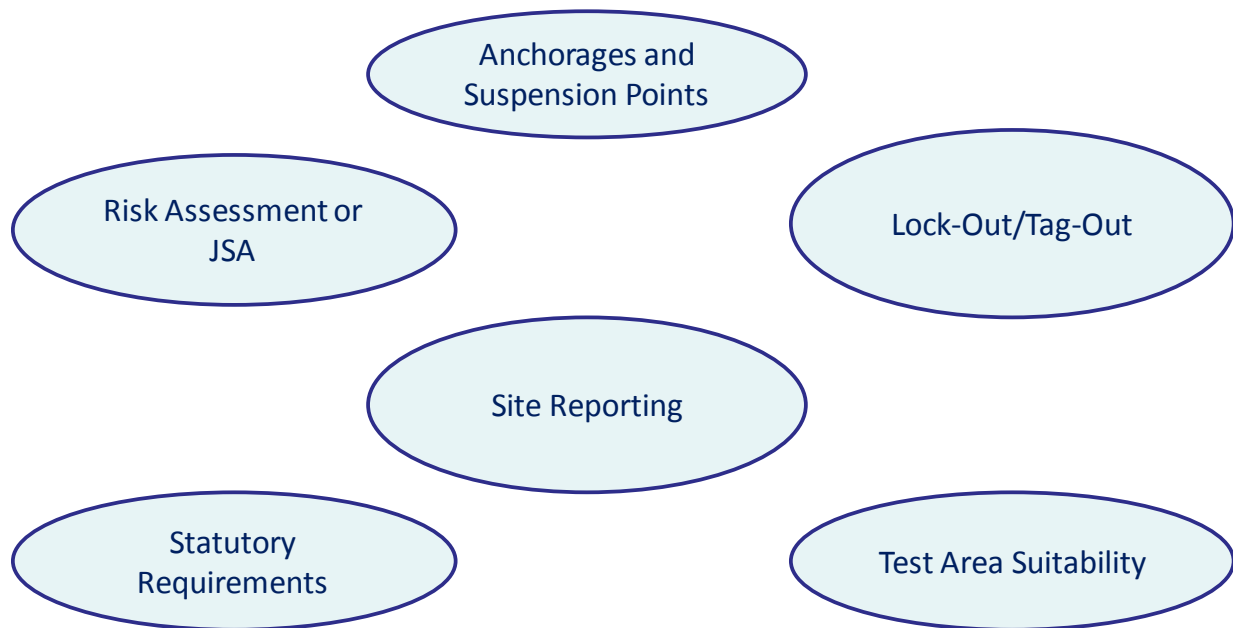 Anchorages and
Suspension Points
Risk Assessment or
JSA
Lock-Out/Tag-Out
Site Reporting
Statutory
Requirements
Test Area Suitability